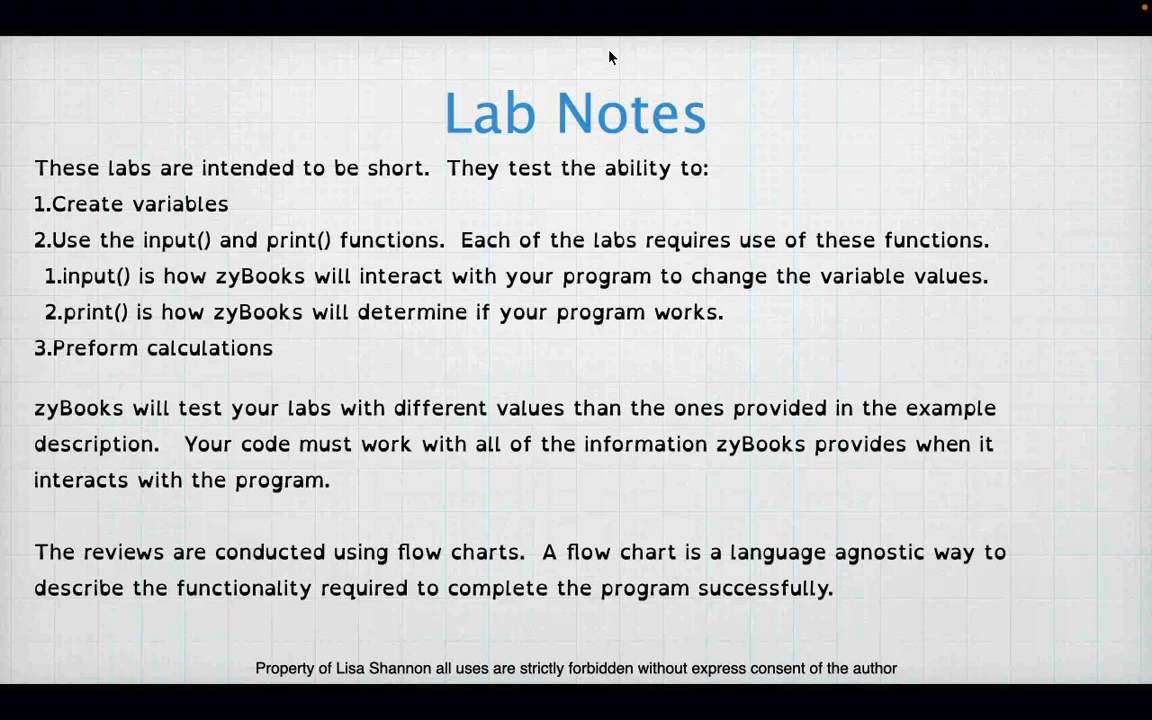 Lab Notes
These labs are intended to be short.  They test the ability to:
1.Create variables
2.Use the input() and print() functions.  Each of the labs requires use of these functions.
1.input() is how zyBooks will interact with your program to change the variable values.
2.print() is how zyBooks will determine if your program works.
3.Preform calculations
zyBooks will test your labs with different values than the ones provided in the example
description.   Your code must work with all of the information zyBooks provides when it
interacts with the program.
The reviews are conducted using flow charts.  A flow chart is a language agnostic way to
describe the functionality required to complete the program successfully.
Property of Lisa Shannon all uses are strictly forbidden without express consent of the author